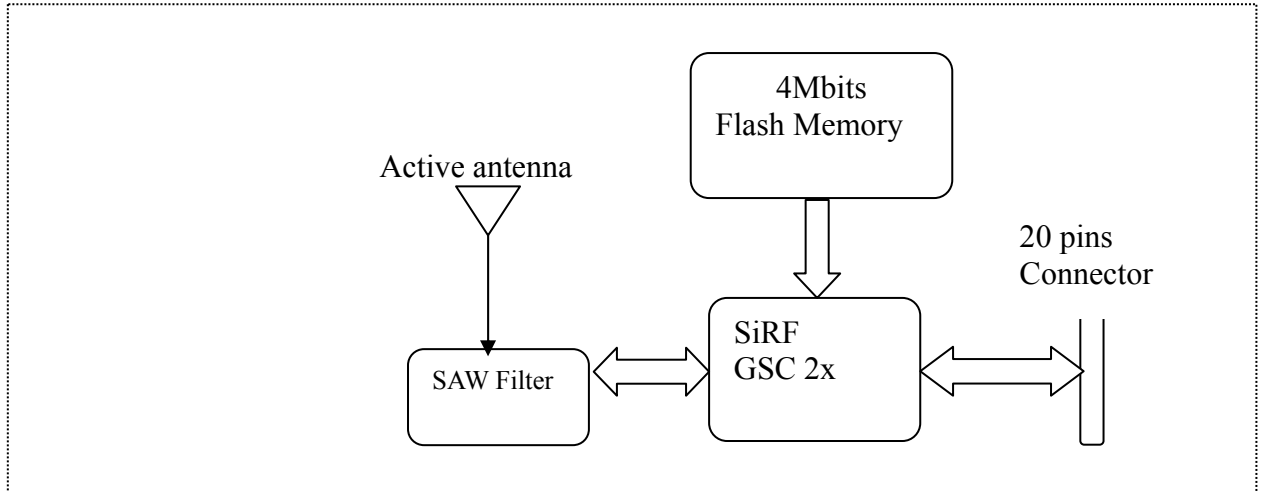 4Mbits
Flash Memory
Active antenna
20 pins
Connector
SiRF
GSC 2x
SAW Filter